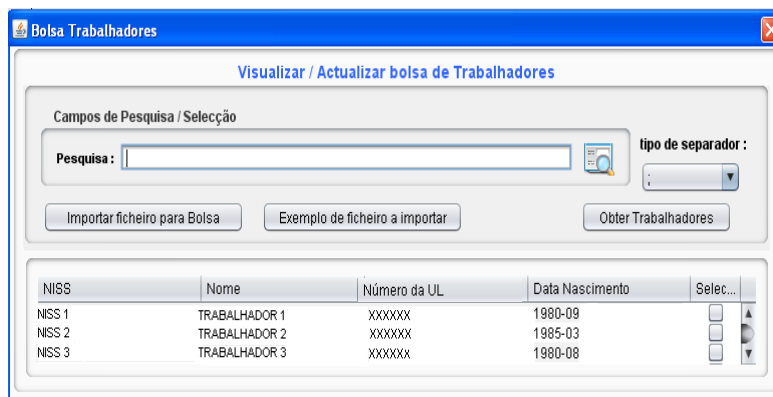 Bolsa Trabalhadores
Visualizar / Actualizar bolsa de Trabalhadores
Campos de Pesquisa / Selecção
Pesquisa :
tipo de separador :
;
Importar ficheiro para Bolsa
Exemplo de ficheiro a importar
Obter Trabalhadores
NISS Nome Número da UL Data Nascimento Selec...
NISS 1 TRABALHADOR 1 XXXXXX 1980-09
NISS 2 TRABALHADOR 2 XXXXXX 1985-03
NISS 3 TRABALHADOR 3 XXXXXX 1980-08